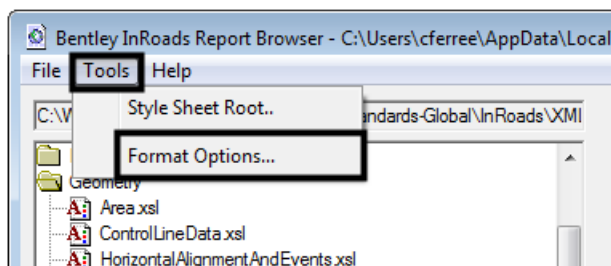 Bentley InRoads Report Browser - C:\Users\cferree\AppData\Local
File Tools Help
Style Sheet Root..
andards-Global\InRoads\XMI
Format Options...
Geometry
Area.xsl
ControlLineData.xsl
HorizontalAlignmentAndEvents.xsl